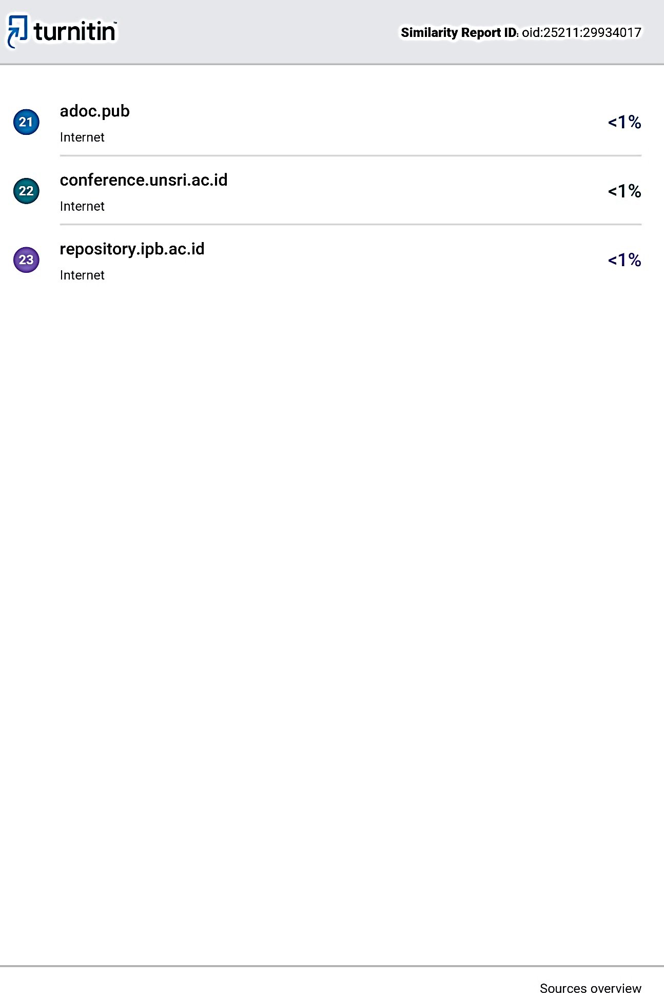 turnitin™
Similarity Report ID: oid:25211:29934017
21
adoc.pub
Internet
<1%
22
conference.unsri.ac.id
Internet
<1%
23
repository.ipb.ac.id
Internet
<1%
Sources overview